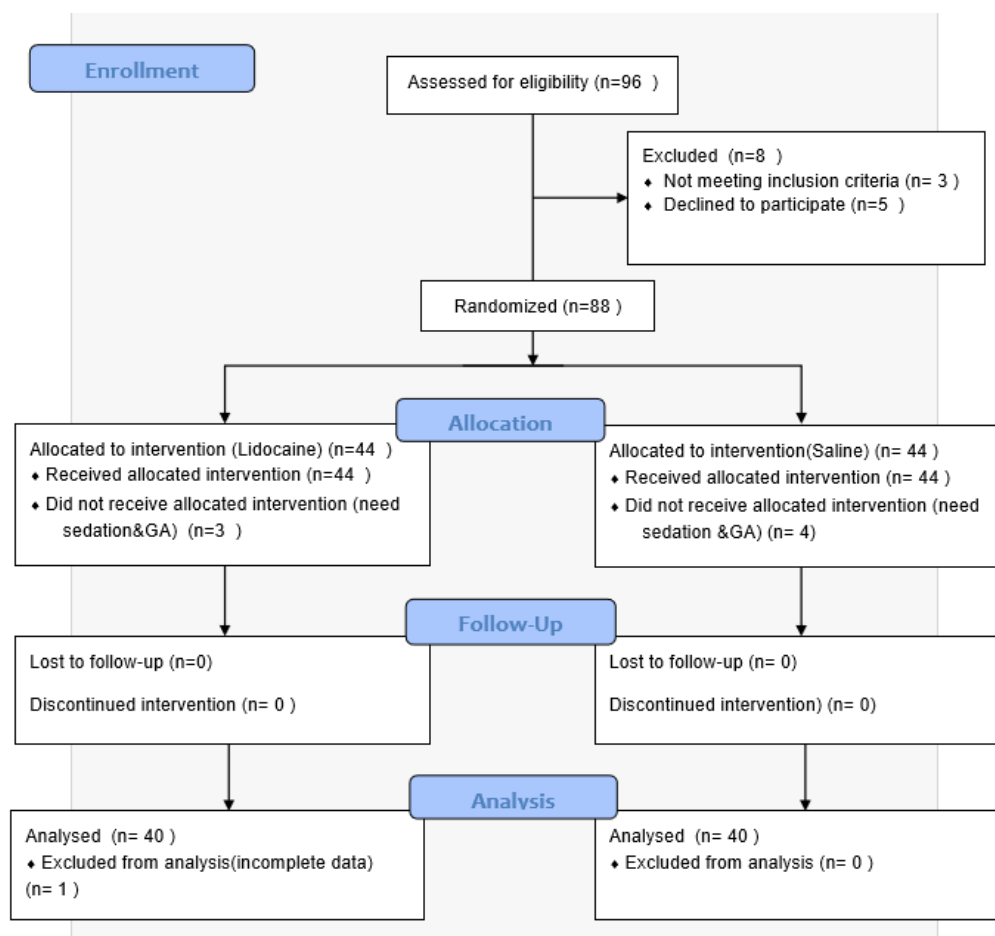 Enrollment
Assessed for eligibility (n=96  )
Excluded  (n=8  )
♦ Not meeting inclusion criteria (n= 3 )
♦ Declined to participate (n=5  )
Randomized (n=88 )
Allocation
Allocated to intervention (Lidocaine) (n=44  )
♦ Received allocated intervention (n=44  )
♦ Did not receive allocated intervention (need
sedation&GA)  (n=3  )
Allocated to intervention(Saline) (n= 44 )
♦ Received allocated intervention (n= 44 )
♦ Did not receive allocated intervention (need
sedation &GA) (n= 4)
Follow-Up
Lost to follow-up (n=0)
Discontinued intervention (n= 0 )
Lost to follow-up (n= 0)
Discontinued intervention) (n= 0)
Analysis
Analysed  (n= 40 )
♦ Excluded from analysis(incomplete data)
(n= 1 )
Analysed  (n= 40 )
♦ Excluded from analysis (n= 0 )